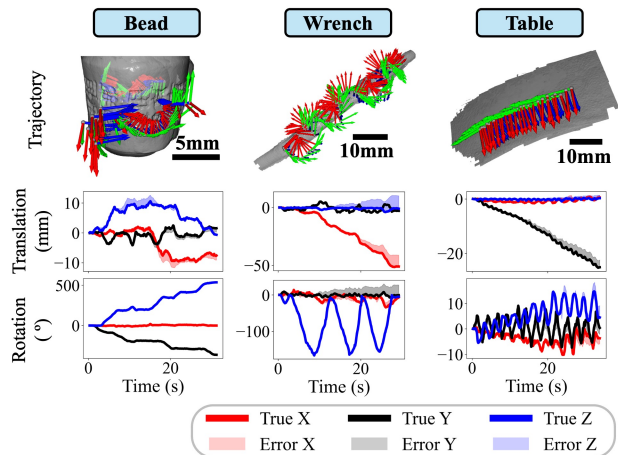 Bead Wrench Table
Trajectory
5mm 10mm 10mm
Translation
(mm)
10
0
−10
0
−50
0
−20
Rotation
( º)
500
0
0
−100
10
0
−10
0 20 0 20 0 20
Time (s) Time (s) Time (s)
True X True Y True Z
Error X Error Y Error Z